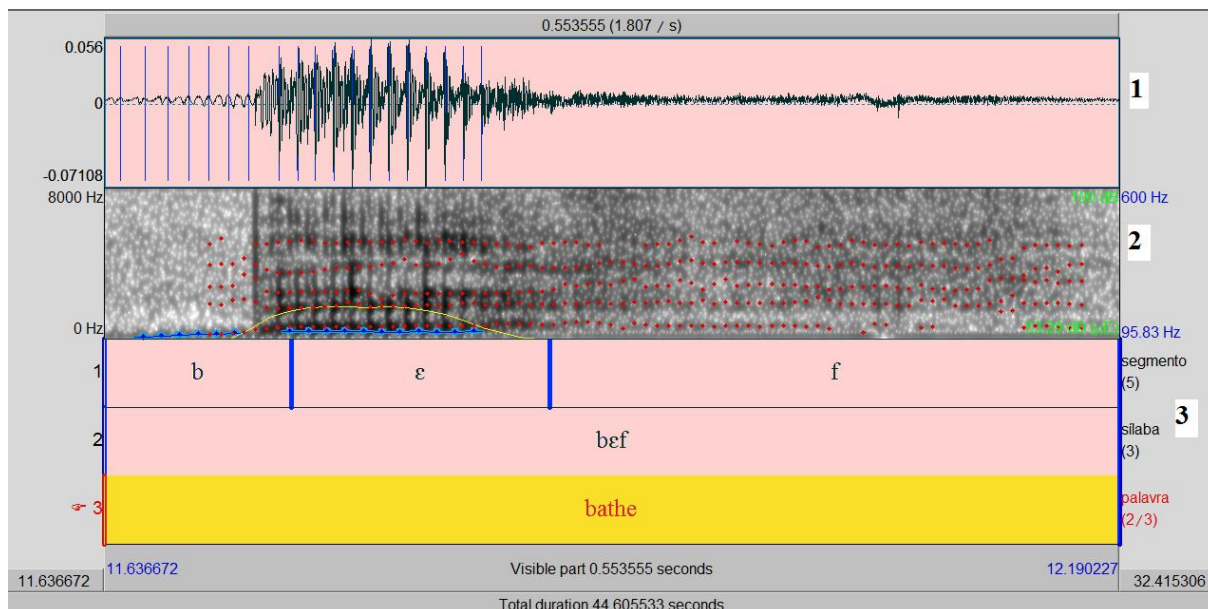 0.553555 (1.807 / s)
0.056
0
-0.07108
1
8000 Hz
0 Hz
100 dB
600 Hz
2
95.83 Hz
1
b
ɛ
f
segmento
(5)
2
bɛf
sílaba
(3)
3
3
bathe
palavra
(2/3)
11.636672
11.636672
Visible part 0.553555 seconds
12.190227
32.415306
Total duration 44.605533 seconds